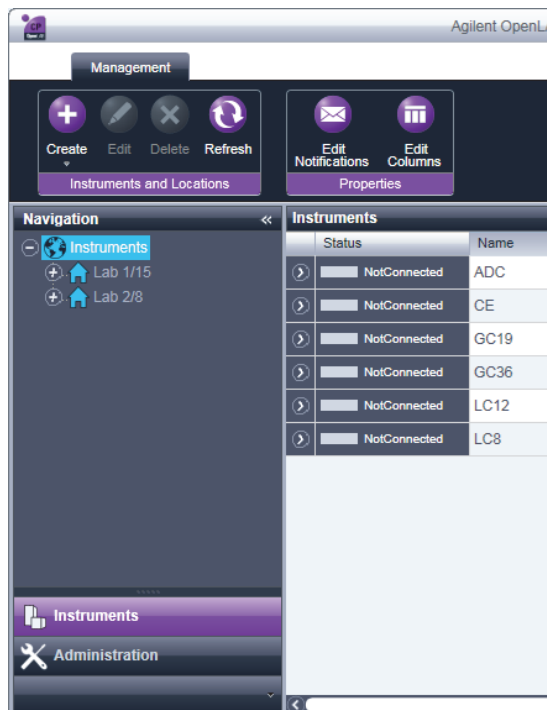 CP
Agilent OpenLA
Management
Create Edit Delete Refresh
Edit Notifications
Edit Columns
Instruments and Locations
Properties
Navigation
Instruments
Lab 1/15
Lab 2/8
Instruments
Status Name
NotConnected ADC
NotConnected CE
NotConnected GC19
NotConnected GC36
NotConnected LC12
NotConnected LC8
Instruments
Administration